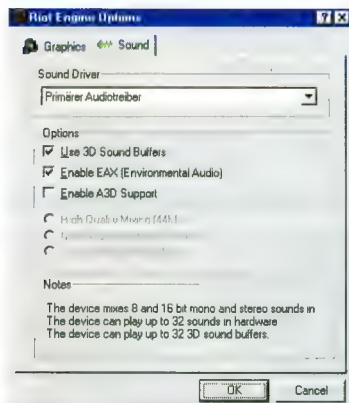 Riot Engine Options
Graphics Sound
Sound Driver
Primärer Audiotreiber
Options
Use 3D Sound Buffers
Enable EAX (Environmental Audio)
Enable A3D Support
High Quality Mixing (44k)
Notes
The device mixes 8 and 16 bit mono and stereo sounds in
The device can play up to 32 sounds in hardware
The device can play up to 32 3D sound buffers.
OK Cancel